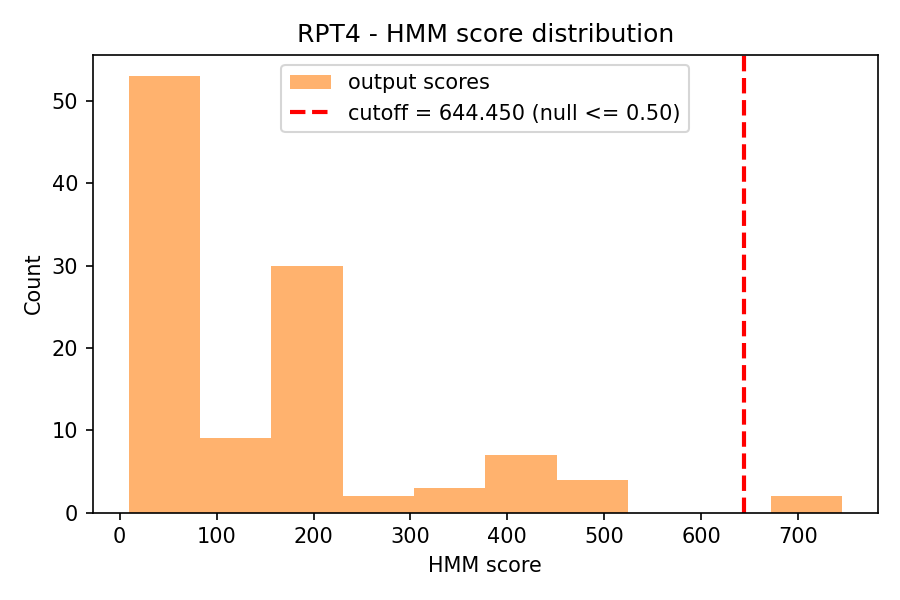 RPT4 - HMM score distribution
output scores
cutoff = 644.450 (null <= 0.50)
Count
50
40
30
20
10
0
0 100 200 300 400 500 600 700
HMM score